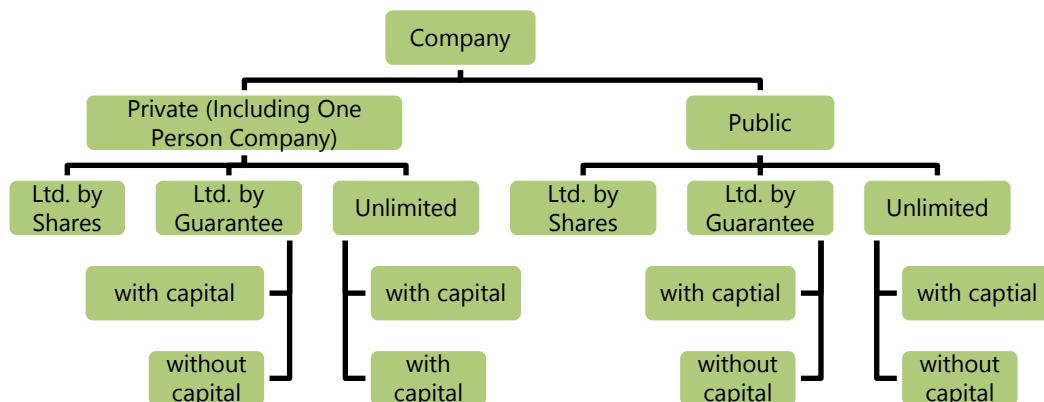 Company
Private (Including One
Person Company)
Public
Ltd. by
Shares
Ltd. by
Guarantee
Unlimited
Ltd. by
Shares
Ltd. by
Guarantee
Unlimited
with capital
with capital
with captial
with captial
without
capital
with
capital
without
capital
without
capital